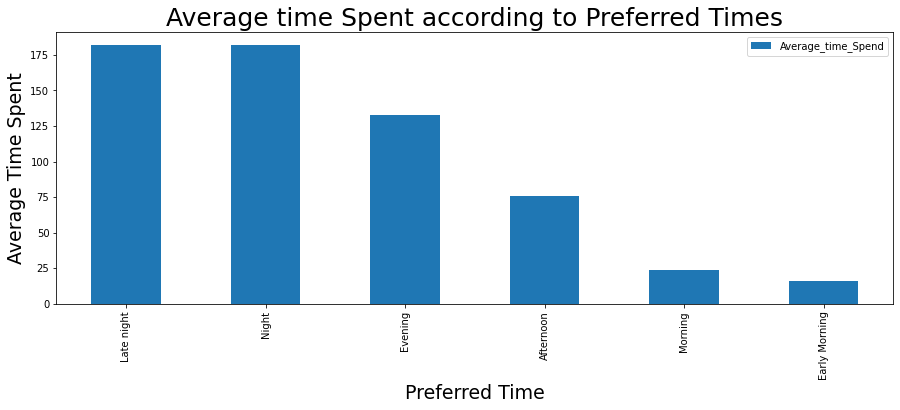 Average time Spent according to Preferred Times
Average_time_Spend
Average Time Spent
175
150
125
100
75
50
25
0
Late night
Night
Evening
Afternoon
Morning
Early Morning
Preferred Time